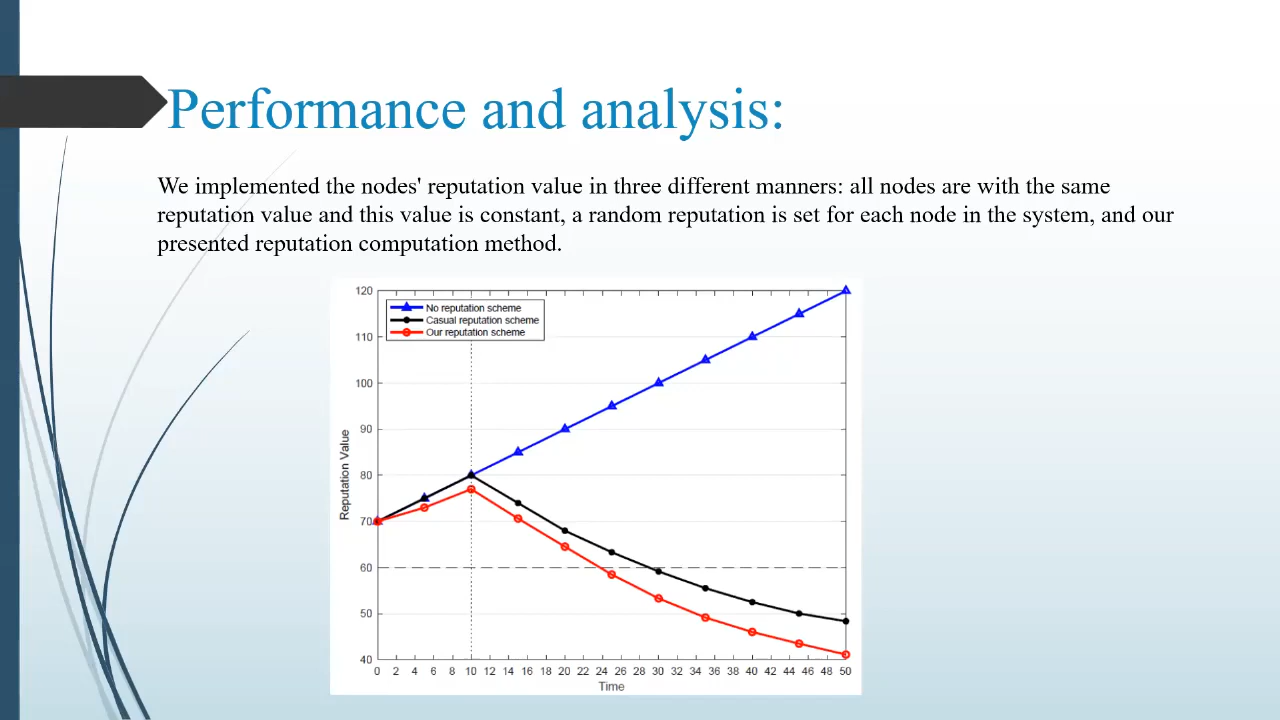 Performance and analysis:
We implemented the nodes' reputation value in three different manners: all nodes are with the same
reputation value and this value is constant, a random reputation is set for each node in the system, and our
presented reputation computation method.
No reputation scheme
Casual reputation scheme
Our reputation scheme
Reputation Value
120
110
100
90
80
70
60
50
40
0 2 4 6 8 10 12 14 16 18 20 22 24 26 28 30 32 34 36 38 40 42 44 46 48 50
Time